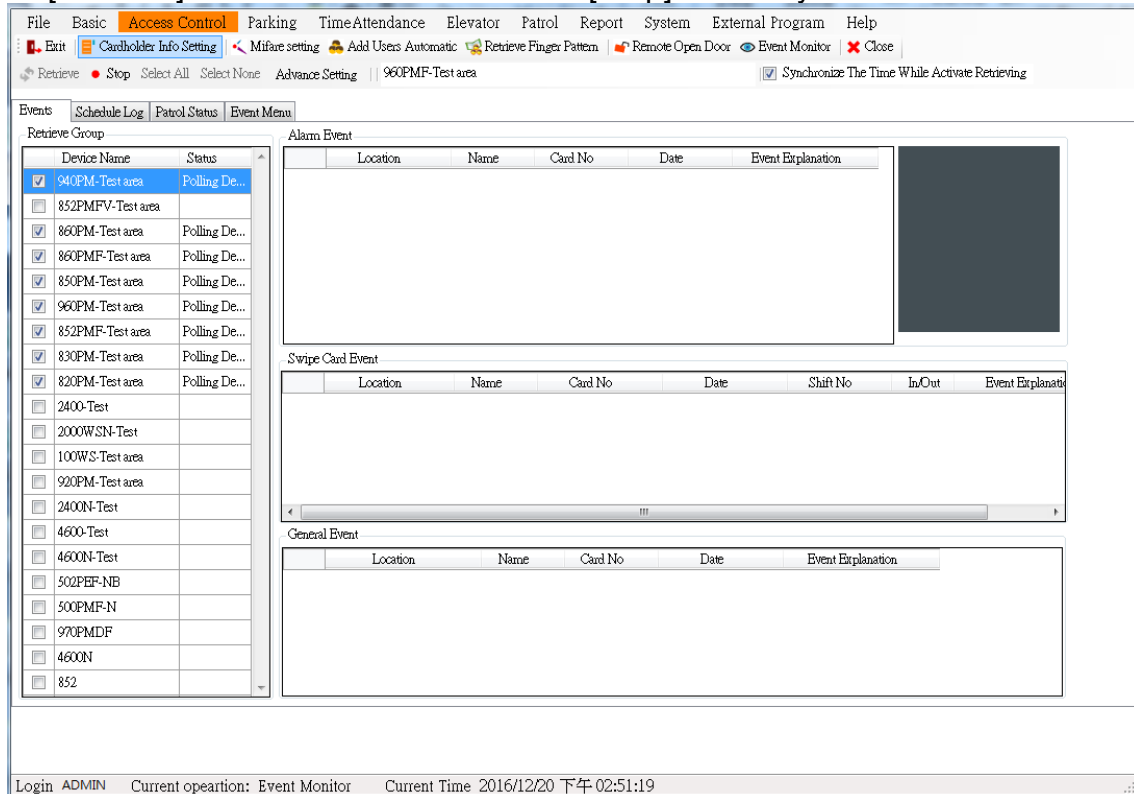 File Basic Access Control Parking TimeAttendance Elevator Patrol Report System External Program Help
Exit Cardholder Info Setting Mifare setting Add Users Automatic Retrieve Finger Pattern Remote Open Door Event Monitor Close
Retrieve Stop Select All Select None Advance Setting 960PMF-Test area Synchronize The Time While Activate Retrieving
Events Schedule Log Patrol Status Event Menu
Retrieve Group
Device Name Status
940PM-Test area Polling De...
852PMFV-Test area
860PM-Test area Polling De...
860PMF-Test area Polling De...
850PM-Test area Polling De...
960PM-Test area Polling De...
852PMF-Test area Polling De...
830PM-Test area Polling De...
820PM-Test area Polling De...
2400-Test
2000WSN-Test
100WS-Test area
920PM-Test area
2400N-Test
4600-Test
4600N-Test
502PEF-NB
500PMF-N
970PMDF
4600N
852
Alarm Event
Location Name Card No Date Event Explanation
Swipe Card Event
Location Name Card No Date Shift No In/Out Event Explanatio
General Event
Location Name Card No Date Event Explanation
Login ADMIN Current opeartion: Event Monitor Current Time 2016/12/20 下午 02:51:19